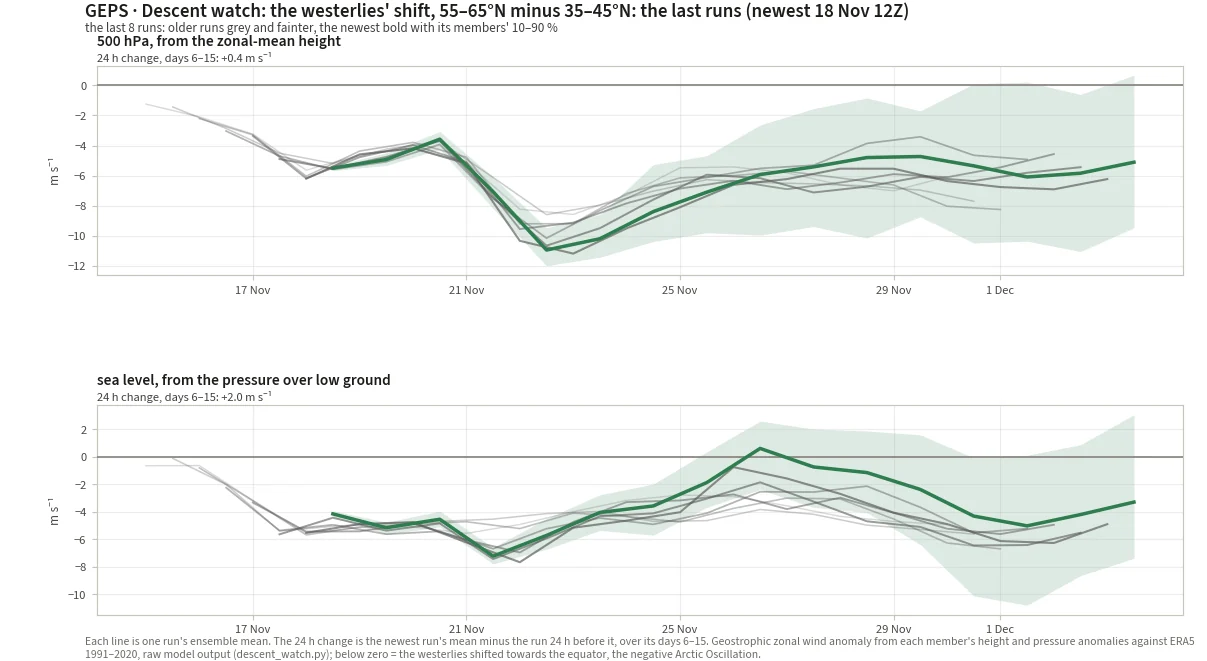 GEPS · Descent watch: the westerlies' shift, 55–65°N minus 35–45°N: the last runs (newest 18 Nov 12Z)
the last 8 runs: older runs grey and fainter, the newest bold with its members' 10–90 %
500 hPa, from the zonal-mean height
24 h change, days 6–15: +0.4 m s⁻¹
0
−2
−4
−6
−8
−10
−12
m s⁻¹
17 Nov
21 Nov
25 Nov
29 Nov
1 Dec
sea level, from the pressure over low ground
24 h change, days 6–15: +2.0 m s⁻¹
2
0
−2
−4
−6
−8
−10
m s⁻¹
17 Nov
21 Nov
25 Nov
29 Nov
1 Dec
Each line is one run's ensemble mean. The 24 h change is the newest run's mean minus the run 24 h before it, over its days 6–15. Geostrophic zonal wind anomaly from each member's height and pressure anomalies against ERA5
1991–2020, raw model output (descent_watch.py); below zero = the westerlies shifted towards the equator, the negative Arctic Oscillation.